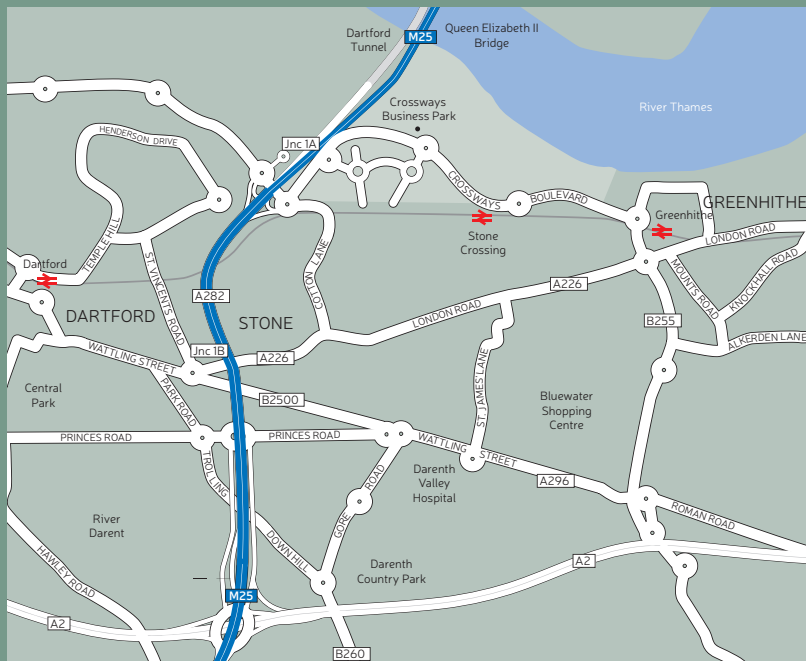 Dartford
Tunnel
M25
Queen Elizabeth II
Bridge
Crossways
Business Park
River Thames
HENDERSON DRIVE
Jnc 1A
CROSSWAYS
BOULEVARD
GREENHITHE
Greenhithe
TEMPLE HILL
Stone
Crossing
LONDON ROAD
Dartford
ST. VINCENTS ROAD
COTTON LANE
MOUNTS ROAD
KNOCKHALL ROAD
A282
A226
DARTFORD
STONE
LONDON ROAD
B255
ALKERDEN LANE
WATTLING STREET
Jnc 1B
A226
ST. JAMES' LANE
Central
Park
PARK ROAD
B2500
Bluewater
Shopping
Centre
PRINCES ROAD
PRINCES ROAD
WATTLING STREET
TROLLING DOWN HILL
Darenth
Valley
Hospital
A296
GORE ROAD
ROMAN ROAD
River
Darent
HAWLEY ROAD
Darenth
Country Park
A2
M25
A2
B260